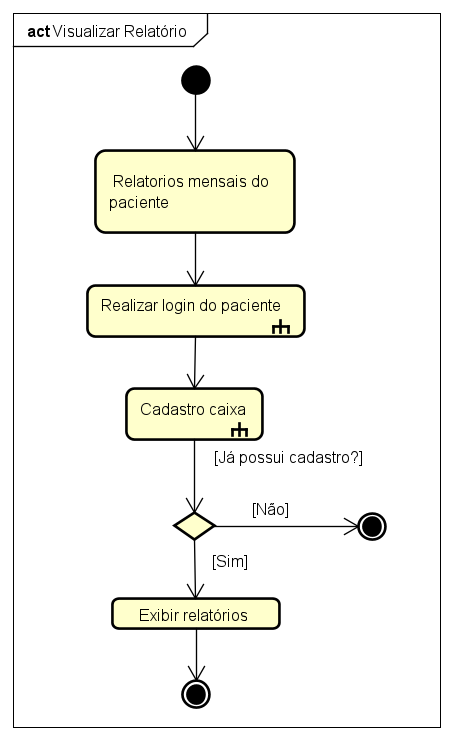 act Visualizar Relatório
Relatorios mensais do
paciente
Realizar login do paciente
Cadastro caixa
[Já possui cadastro?]
[Não]
[Sim]
Exibir relatórios